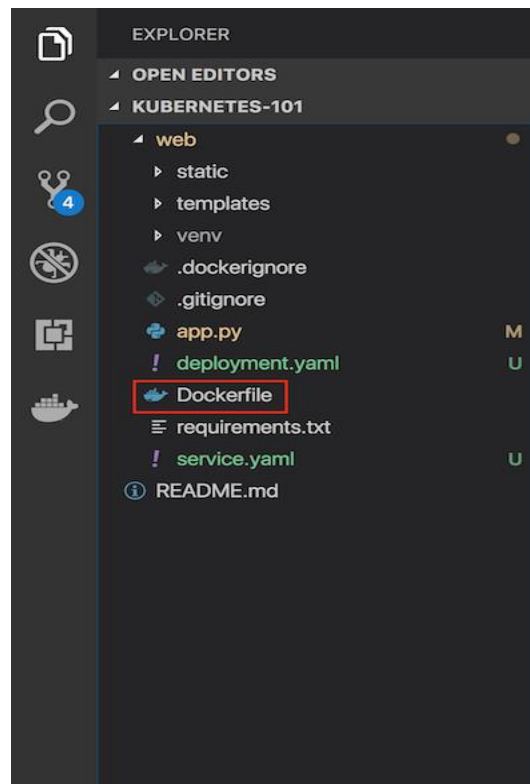 EXPLORER
OPEN EDITORS
KUBERNETES-101
web
static
templates
venv
4
.dockerignore
.gitignore
app.py M
deployment.yaml U
Dockerfile
requirements.txt
service.yaml U
README.md